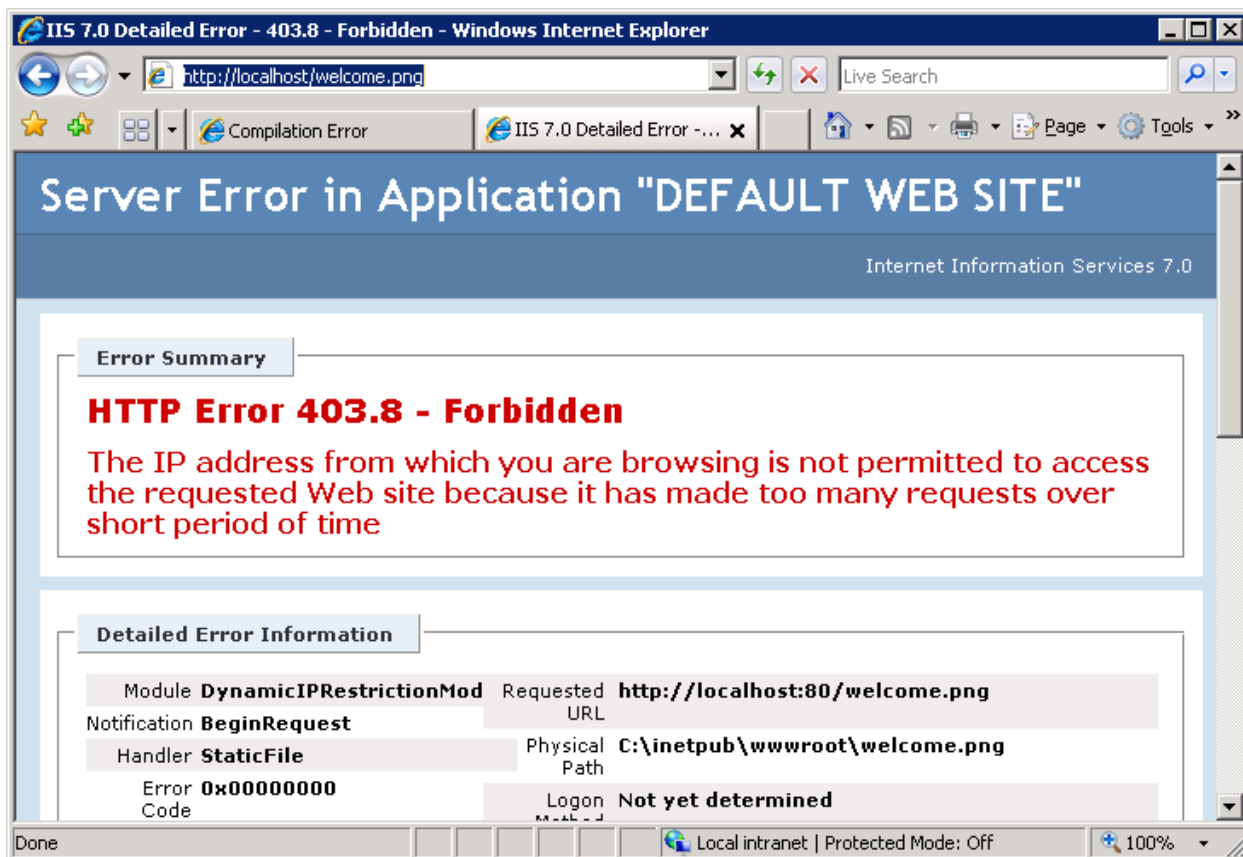 IIS 7.0 Detailed Error - 403.8 - Forbidden - Windows Internet Explorer
http://localhost/welcome.png
Live Search
Compilation Error
IIS 7.0 Detailed Error -...
Page
Tools
Server Error in Application "DEFAULT WEB SITE"
Internet Information Services 7.0
Error Summary
HTTP Error 403.8 - Forbidden
The IP address from which you are browsing is not permitted to access
the requested Web site because it has made too many requests over
short period of time
Detailed Error Information
Module DynamicIPRestrictionMod
Notification BeginRequest
Handler StaticFile
Error Code 0x00000000
Requested URL http://localhost:80/welcome.png
Physical Path C:\inetpub\wwwroot\welcome.png
Logon Method Not yet determined
Done
Local intranet | Protected Mode: Off
100%